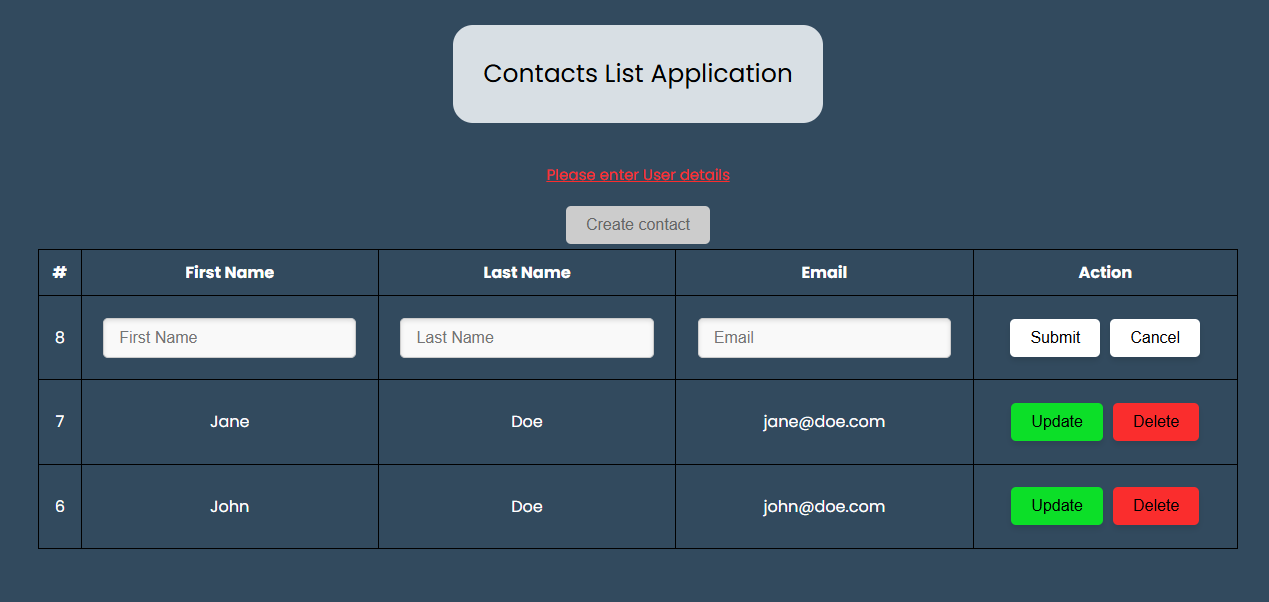 Contacts List Application
Please enter User details
Create contact
# First Name Last Name Email Action
8 First Name Last Name Email Submit Cancel
7 Jane Doe jane@doe.com Update Delete
6 John Doe john@doe.com Update Delete